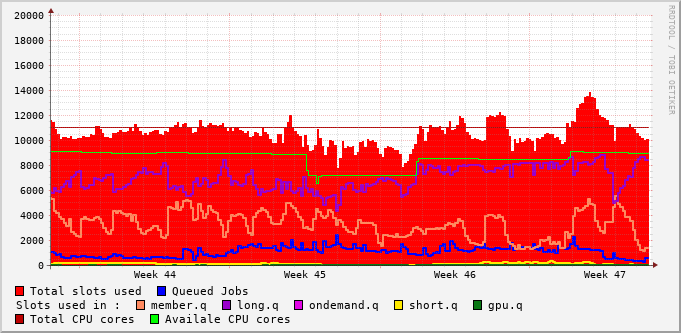 RRDTOOL / TOBI OETIKER
20000
18000
16000
14000
12000
10000
8000
6000
4000
2000
0
Week 44 Week 45 Week 46 Week 47
Total slots used Queued Jobs
Slots used in : member.q long.q ondemand.q short.q gpu.q
Total CPU cores Availale CPU cores